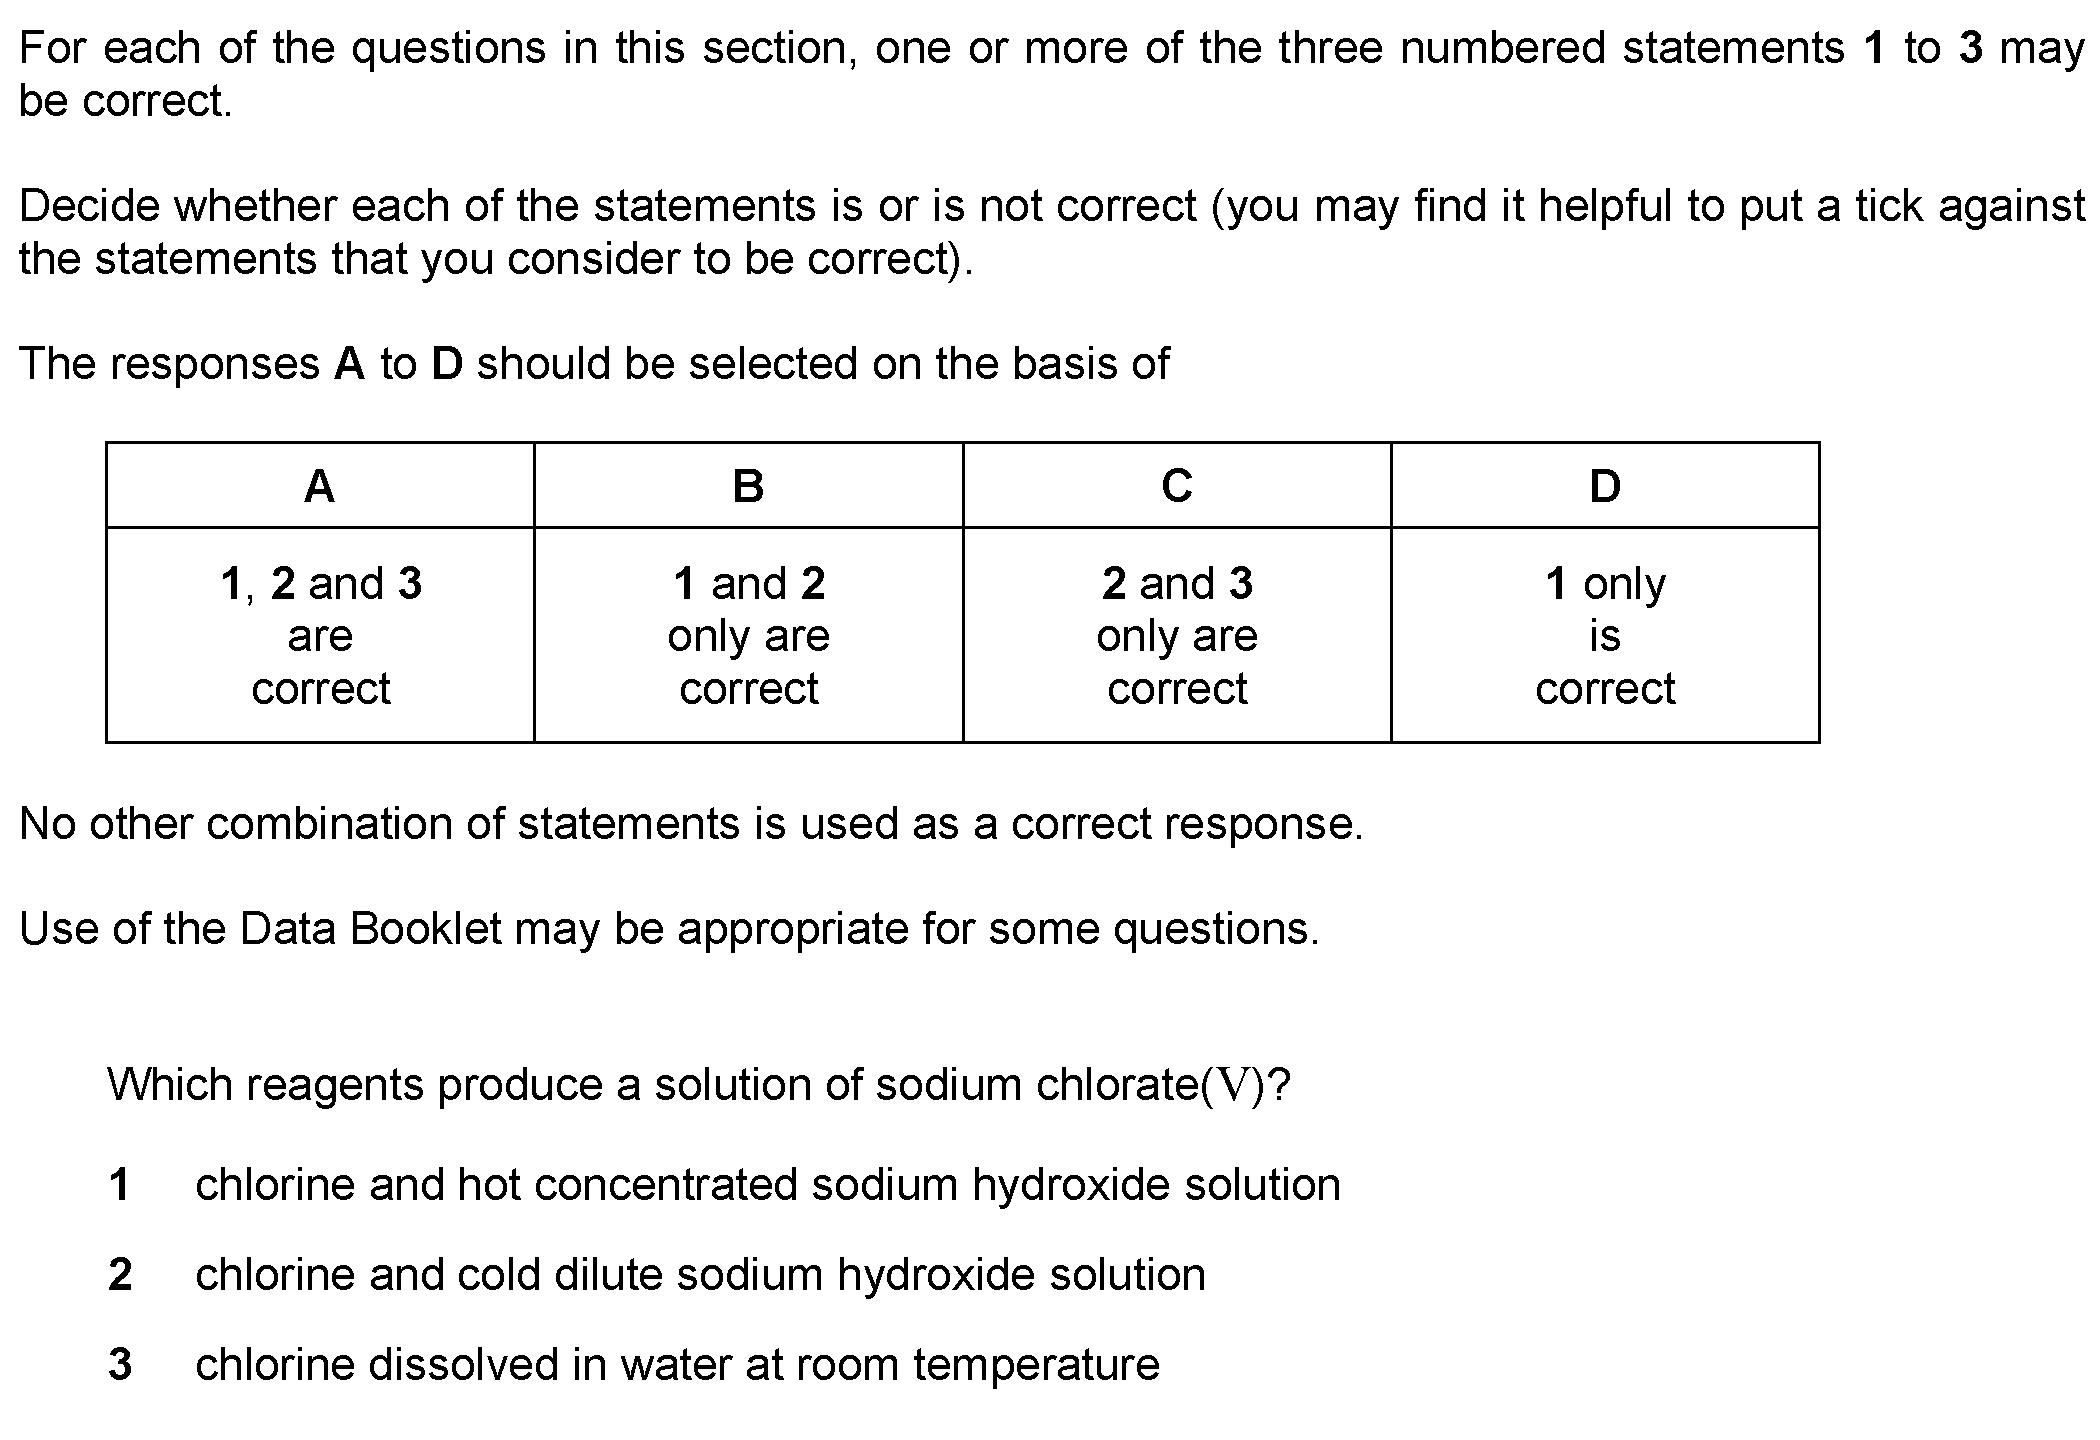 For each of the questions in this section, one or more of the three numbered statements 1 to 3 may
be correct.
Decide whether each of the statements is or is not correct (you may find it helpful to put a tick against
the statements that you consider to be correct).
The responses A to D should be selected on the basis of
A B C D
1, 2 and 3 1 and 2 2 and 3 1 only
are only are only are is
correct correct correct correct
No other combination of statements is used as a correct response.
Use of the Data Booklet may be appropriate for some questions.
Which reagents produce a solution of sodium chlorate(V)?
1 chlorine and hot concentrated sodium hydroxide solution
2 chlorine and cold dilute sodium hydroxide solution
3 chlorine dissolved in water at room temperature